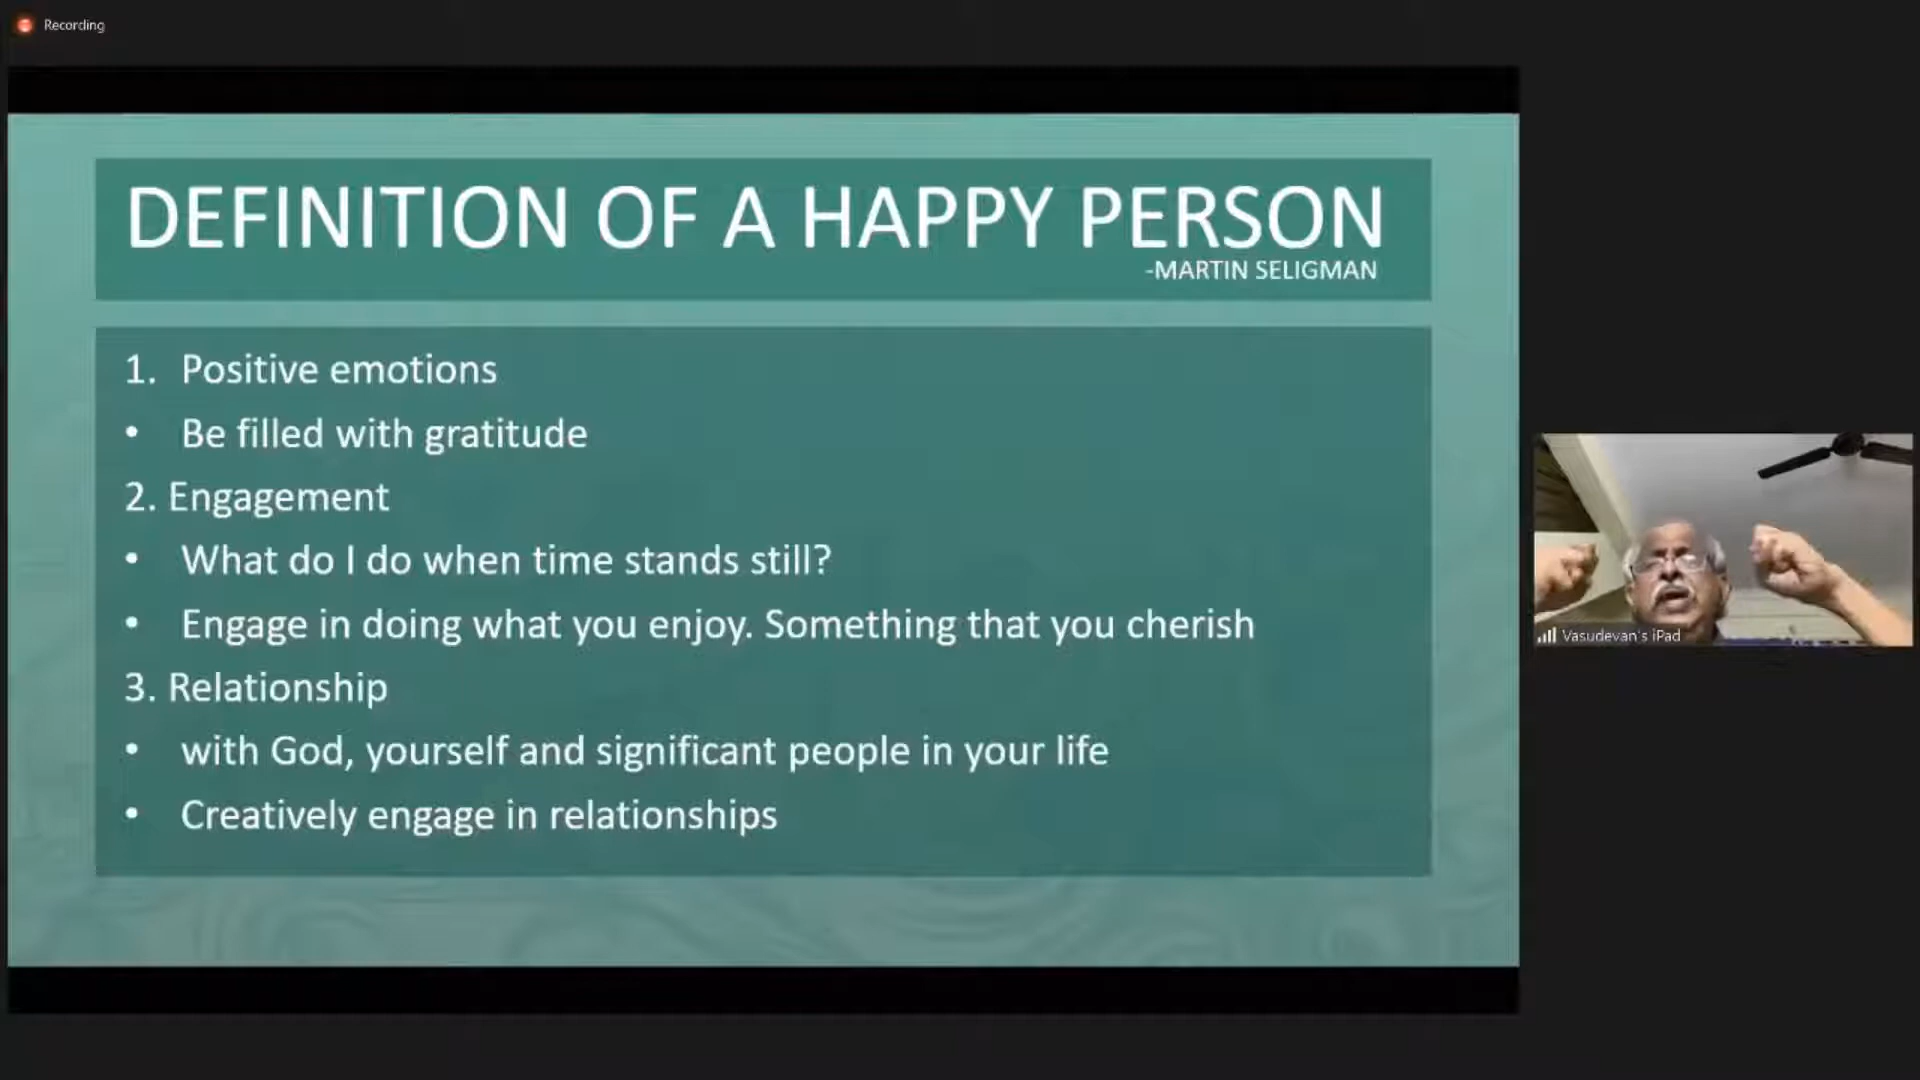 Recording
DEFINITION OF A HAPPY PERSON
-MARTIN SELIGMAN
1. Positive emotions
• Be filled with gratitude
2. Engagement
• What do I do when time stands still?
• Engage in doing what you enjoy. Something that you cherish
3. Relationship
• with God, yourself and significant people in your life
• Creatively engage in relationships
Vasudevan's iPad